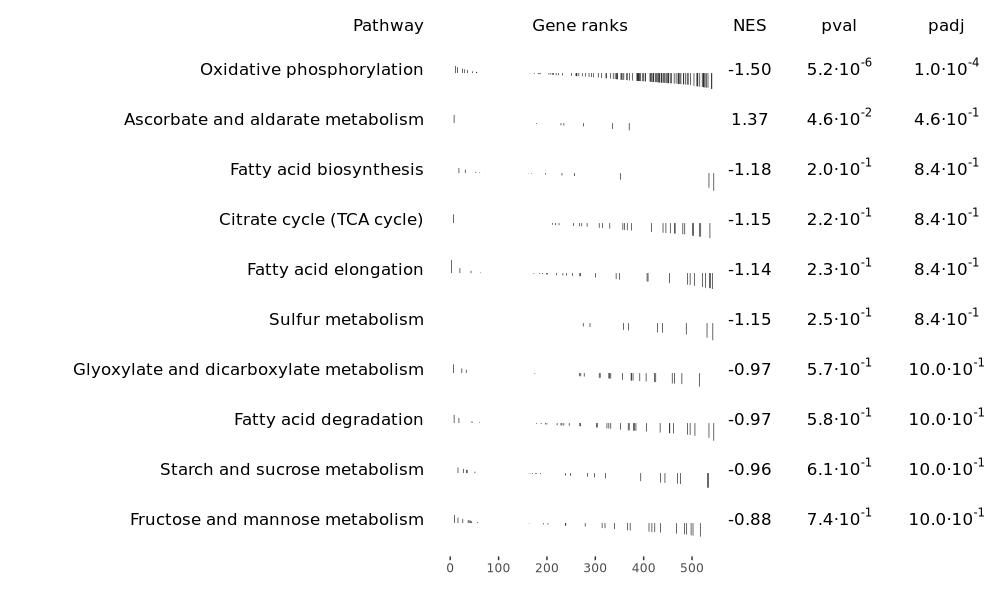 Pathway Gene ranks NES pval padj
Oxidative phosphorylation -1.50 5.2·10⁻⁶ 1.0·10⁻⁴
Ascorbate and aldarate metabolism 1.37 4.6·10⁻² 4.6·10⁻¹
Fatty acid biosynthesis -1.18 2.0·10⁻¹ 8.4·10⁻¹
Citrate cycle (TCA cycle) -1.15 2.2·10⁻¹ 8.4·10⁻¹
Fatty acid elongation -1.14 2.3·10⁻¹ 8.4·10⁻¹
Sulfur metabolism -1.15 2.5·10⁻¹ 8.4·10⁻¹
Glyoxylate and dicarboxylate metabolism -0.97 5.7·10⁻¹ 10.0·10⁻¹
Fatty acid degradation -0.97 5.8·10⁻¹ 10.0·10⁻¹
Starch and sucrose metabolism -0.96 6.1·10⁻¹ 10.0·10⁻¹
Fructose and mannose metabolism -0.88 7.4·10⁻¹ 10.0·10⁻¹
0 100 200 300 400 500